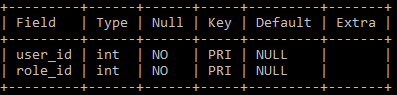 +---------+------+------+-----+---------+-------+
| Field   | Type | Null | Key | Default | Extra |
+---------+------+------+-----+---------+-------+
| user_id | int  | NO   | PRI | NULL    |       |
| role_id | int  | NO   | PRI | NULL    |       |
+---------+------+------+-----+---------+-------+